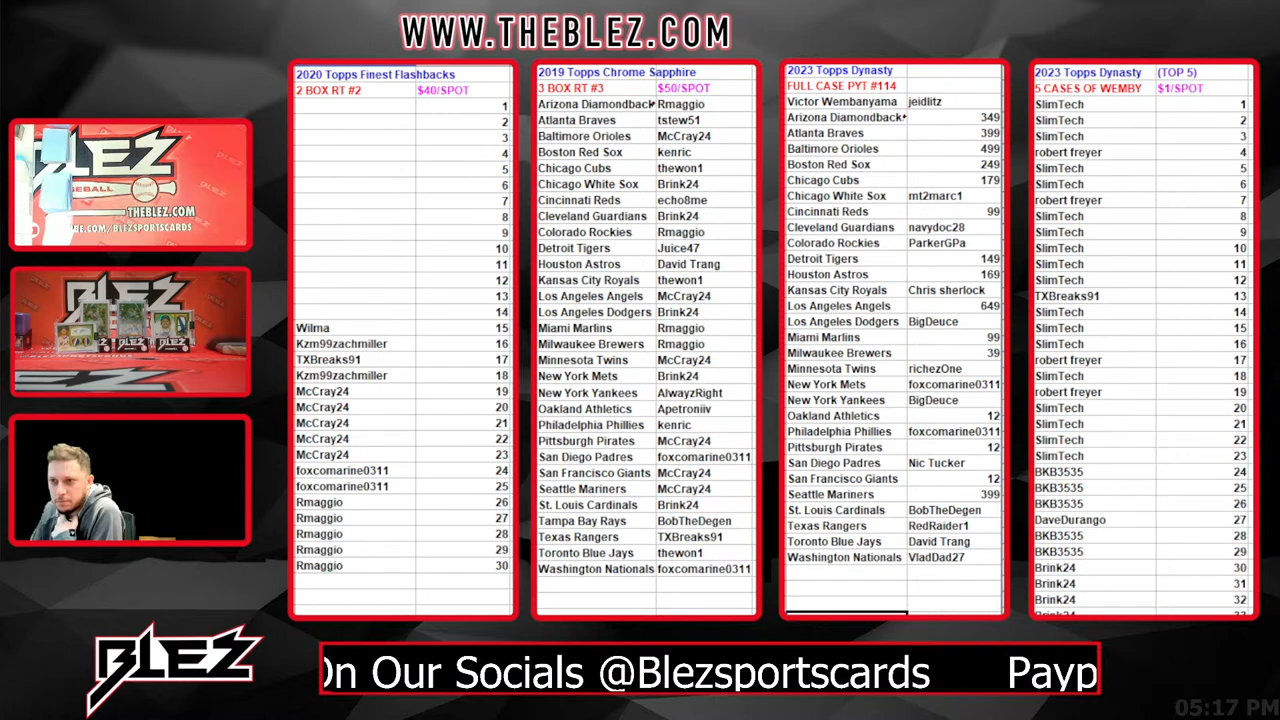 WWW.THEBLEZ.COM
BLEZ
BASEBALL
THEBLEZ.COM
BE.COM/BLEZSPORTSCARDS
2020 Topps Finest Flashbacks
2 BOX RT #2 $40/SPOT
1
2
3
4
5
6
7
8
9
10
11
12
13
14
Wilma 15
Kzm99zachmiller 16
TXBreaks91 17
Kzm99zachmiller 18
McCray24 19
McCray24 20
McCray24 21
McCray24 22
McCray24 23
foxcomarine0311 24
foxcomarine0311 25
Rmaggio 26
Rmaggio 27
Rmaggio 28
Rmaggio 29
Rmaggio 30
2019 Topps Chrome Sapphire
3 BOX RT #3 $50/SPOT
Arizona Diamondback Rmaggio
Atlanta Braves tstew51
Baltimore Orioles McCray24
Boston Red Sox kenric
Chicago Cubs thewon1
Chicago White Sox Brink24
Cincinnati Reds echo8me
Cleveland Guardians Brink24
Colorado Rockies Rmaggio
Detroit Tigers Juice47
Houston Astros David Trang
Kansas City Royals thewon1
Los Angeles Angels McCray24
Los Angeles Dodgers Brink24
Miami Marlins Rmaggio
Milwaukee Brewers Rmaggio
Minnesota Twins McCray24
New York Mets Brink24
New York Yankees AlwayzRight
Oakland Athletics Apetroniiv
Philadelphia Phillies kenric
Pittsburgh Pirates McCray24
San Diego Padres foxcomarine0311
San Francisco Giants McCray24
Seattle Mariners McCray24
St. Louis Cardinals Brink24
Tampa Bay Rays BobTheDegen
Texas Rangers TXBreaks91
Toronto Blue Jays thewon1
Washington Nationals foxcomarine0311
2023 Topps Dynasty
FULL CASE PYT #114
Victor Wembanyama jeidlitz
Arizona Diamondback 349
Atlanta Braves 399
Baltimore Orioles 499
Boston Red Sox 249
Chicago Cubs 179
Chicago White Sox mt2marc1
Cincinnati Reds 99
Cleveland Guardians navydoc28
Colorado Rockies ParkerGPa
Detroit Tigers 149
Houston Astros 169
Kansas City Royals Chris sherlock
Los Angeles Angels 649
Los Angeles Dodgers BigDeuce
Miami Marlins 99
Milwaukee Brewers 39
Minnesota Twins richezOne
New York Mets foxcomarine0311
New York Yankees BigDeuce
Oakland Athletics 12
Philadelphia Phillies foxcomarine0311
Pittsburgh Pirates 12
San Diego Padres Nic Tucker
San Francisco Giants 12
Seattle Mariners 399
St. Louis Cardinals BobTheDegen
Texas Rangers RedRaider1
Toronto Blue Jays David Trang
Washington Nationals VladDad27
2023 Topps Dynasty (TOP 5)
5 CASES OF WEMBY $1/SPOT
SlimTech 1
SlimTech 2
SlimTech 3
robert freyer 4
SlimTech 5
SlimTech 6
robert freyer 7
SlimTech 8
SlimTech 9
SlimTech 10
SlimTech 11
SlimTech 12
TXBreaks91 13
SlimTech 14
SlimTech 15
SlimTech 16
robert freyer 17
SlimTech 18
robert freyer 19
SlimTech 20
SlimTech 21
SlimTech 22
SlimTech 23
BKB3535 24
BKB3535 25
BKB3535 26
DaveDurango 27
BKB3535 28
BKB3535 29
Brink24 30
Brink24 31
Brink24 32
Brink24 33
BLEZ
On Our Socials @Blezsportscards Payp
05:17 PM